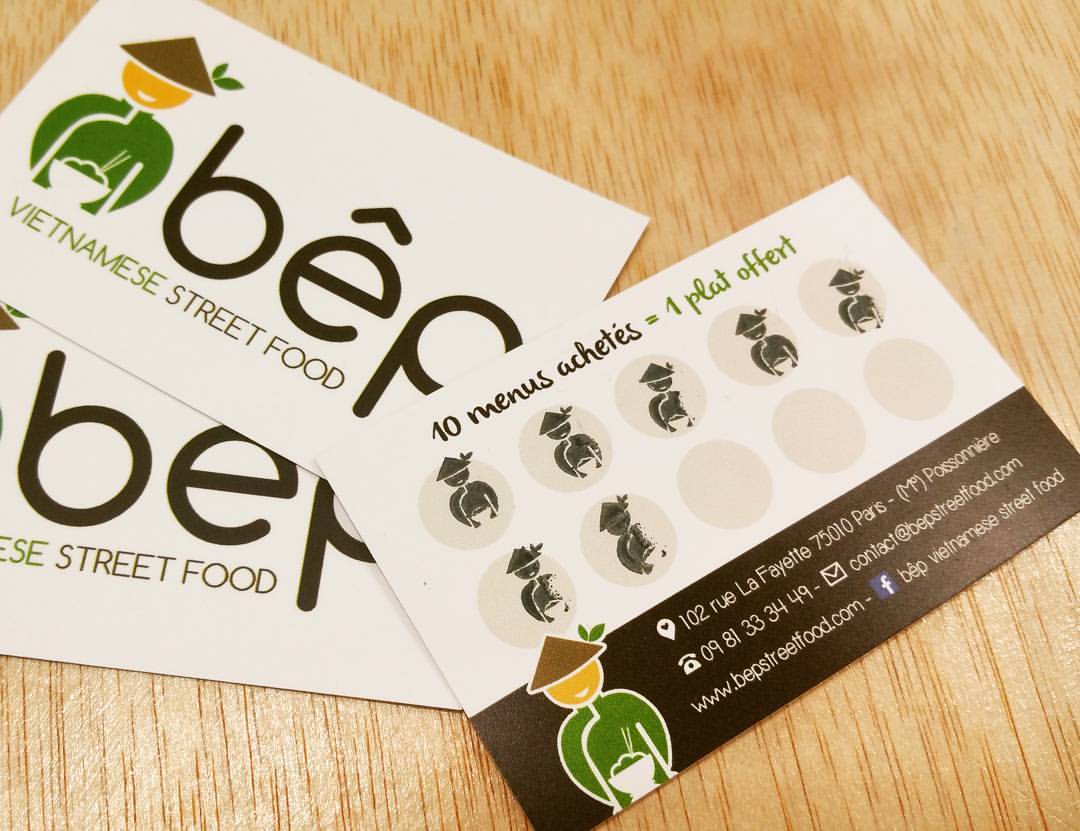 bêp
VIETNAMESE STREET FOOD
bêp
ESE STREET FOOD
10 menus achetés = 1 plat offert
102 rue La Fayette 75010 Paris - (M°) Poissonnière
09 81 33 34 49 - contact@bepstreetfood.com
www.bepstreetfood.com - bêp vietnamese street food